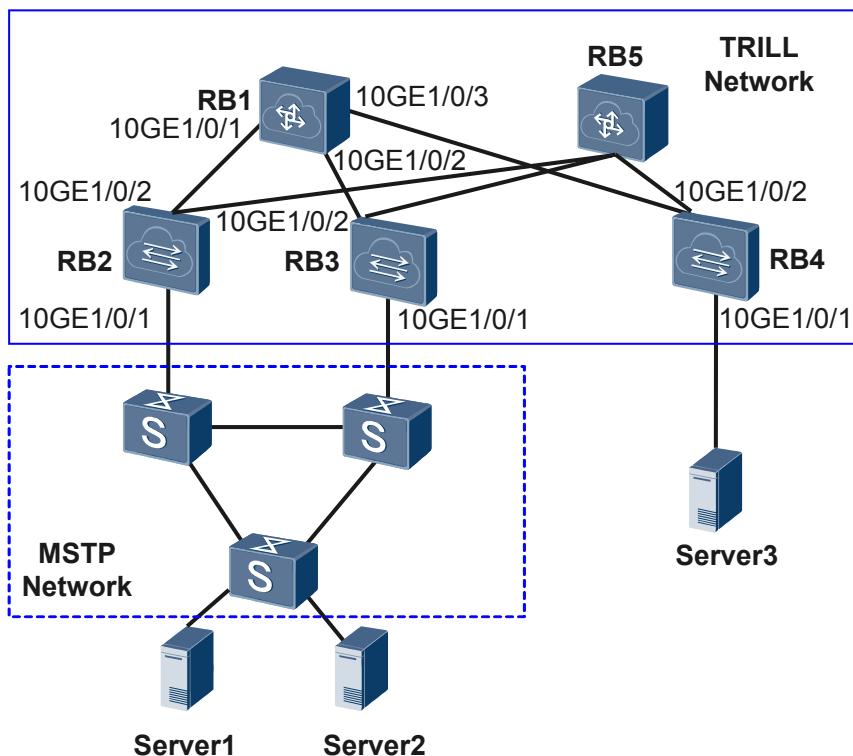 TRILL
Network
RB5
RB1
10GE1/0/3
10GE1/0/1
10GE1/0/2
10GE1/0/2
10GE1/0/2
10GE1/0/2
RB2
RB3
RB4
10GE1/0/1
10GE1/0/1
10GE1/0/1
S
S
MSTP
Network
S
Server3
Server1
Server2